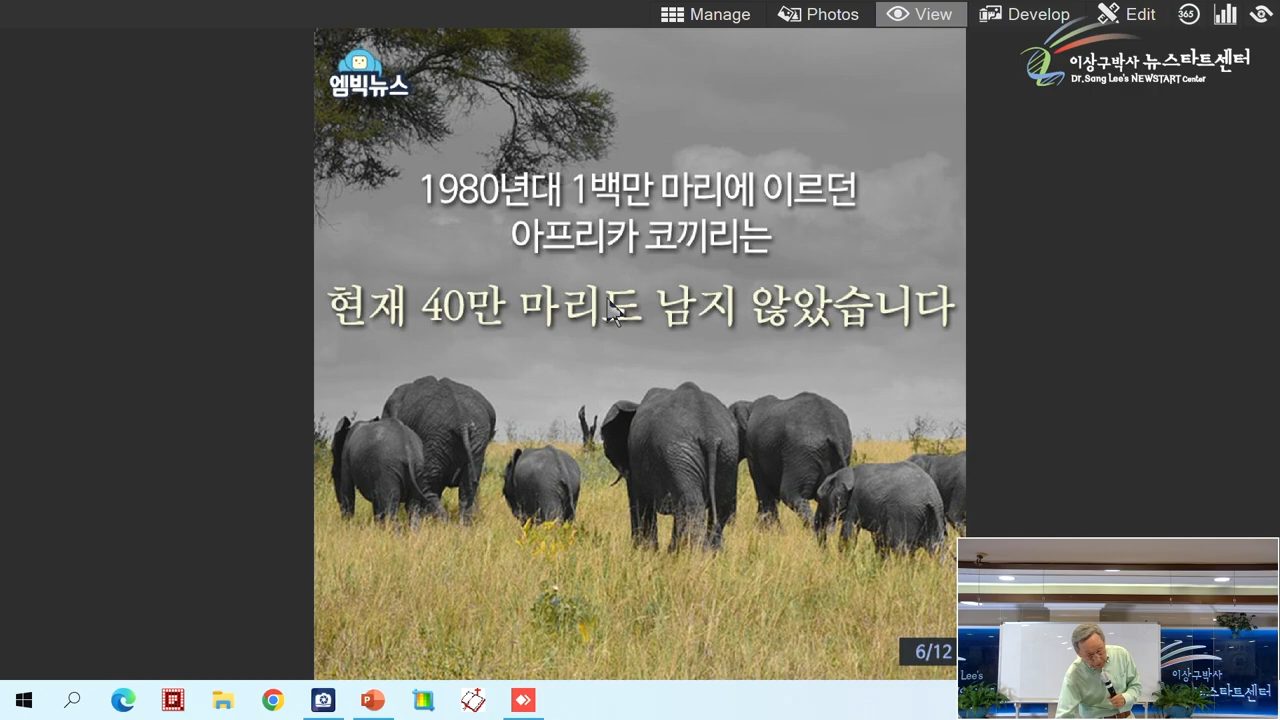 Manage Photos View Develop Edit 365
이상구박사 뉴스타트센터
Dr. Sang Lee's NEWSTART Center
엠빅뉴스
1980년대 1백만 마리에 이르던
아프리카 코끼리는
현재 40만 마리도 남지 않았습니다
6/12
Lee's
이상구박사
뉴스타트센터